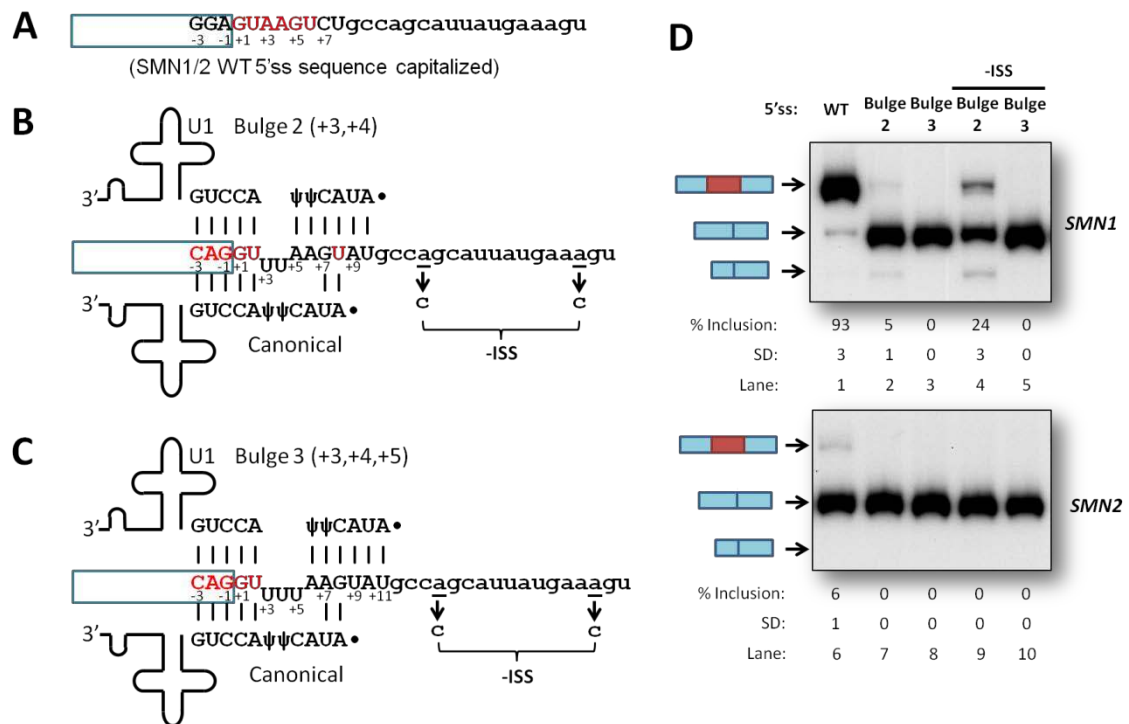 A
GGAGUAAGUCUgccagcauuaugaaagu
-3 -1 +1 +3 +5 +7
(SMN1/2 WT 5'ss sequence capitalized)
B
U1 Bulge 2 (+3,+4)
3'
GUCCA ψψCAUA•
CAGGU AAGUAUgccagcauuaugaaagu
UU
-3 -1 +1 +3 +5 +7 +9
GUCCAψψCAUA•
3'
Canonical
C C
-ISS
C
U1 Bulge 3 (+3,+4,+5)
3'
GUCCA ψψCAUA•
CAGGU AAGUAUgccagcauuaugaaagu
UUU
-3 -1 +1 +3 +5 +7 +9 +11
GUCCAψψCAUA•
3'
Canonical
C C
-ISS
D
-ISS
5'ss: WT Bulge 2 Bulge 3 Bulge 2 Bulge 3
SMN1
% Inclusion: 93 5 0 24 0
SD: 3 1 0 3 0
Lane: 1 2 3 4 5
SMN2
% Inclusion: 6 0 0 0 0
SD: 1 0 0 0 0
Lane: 6 7 8 9 10